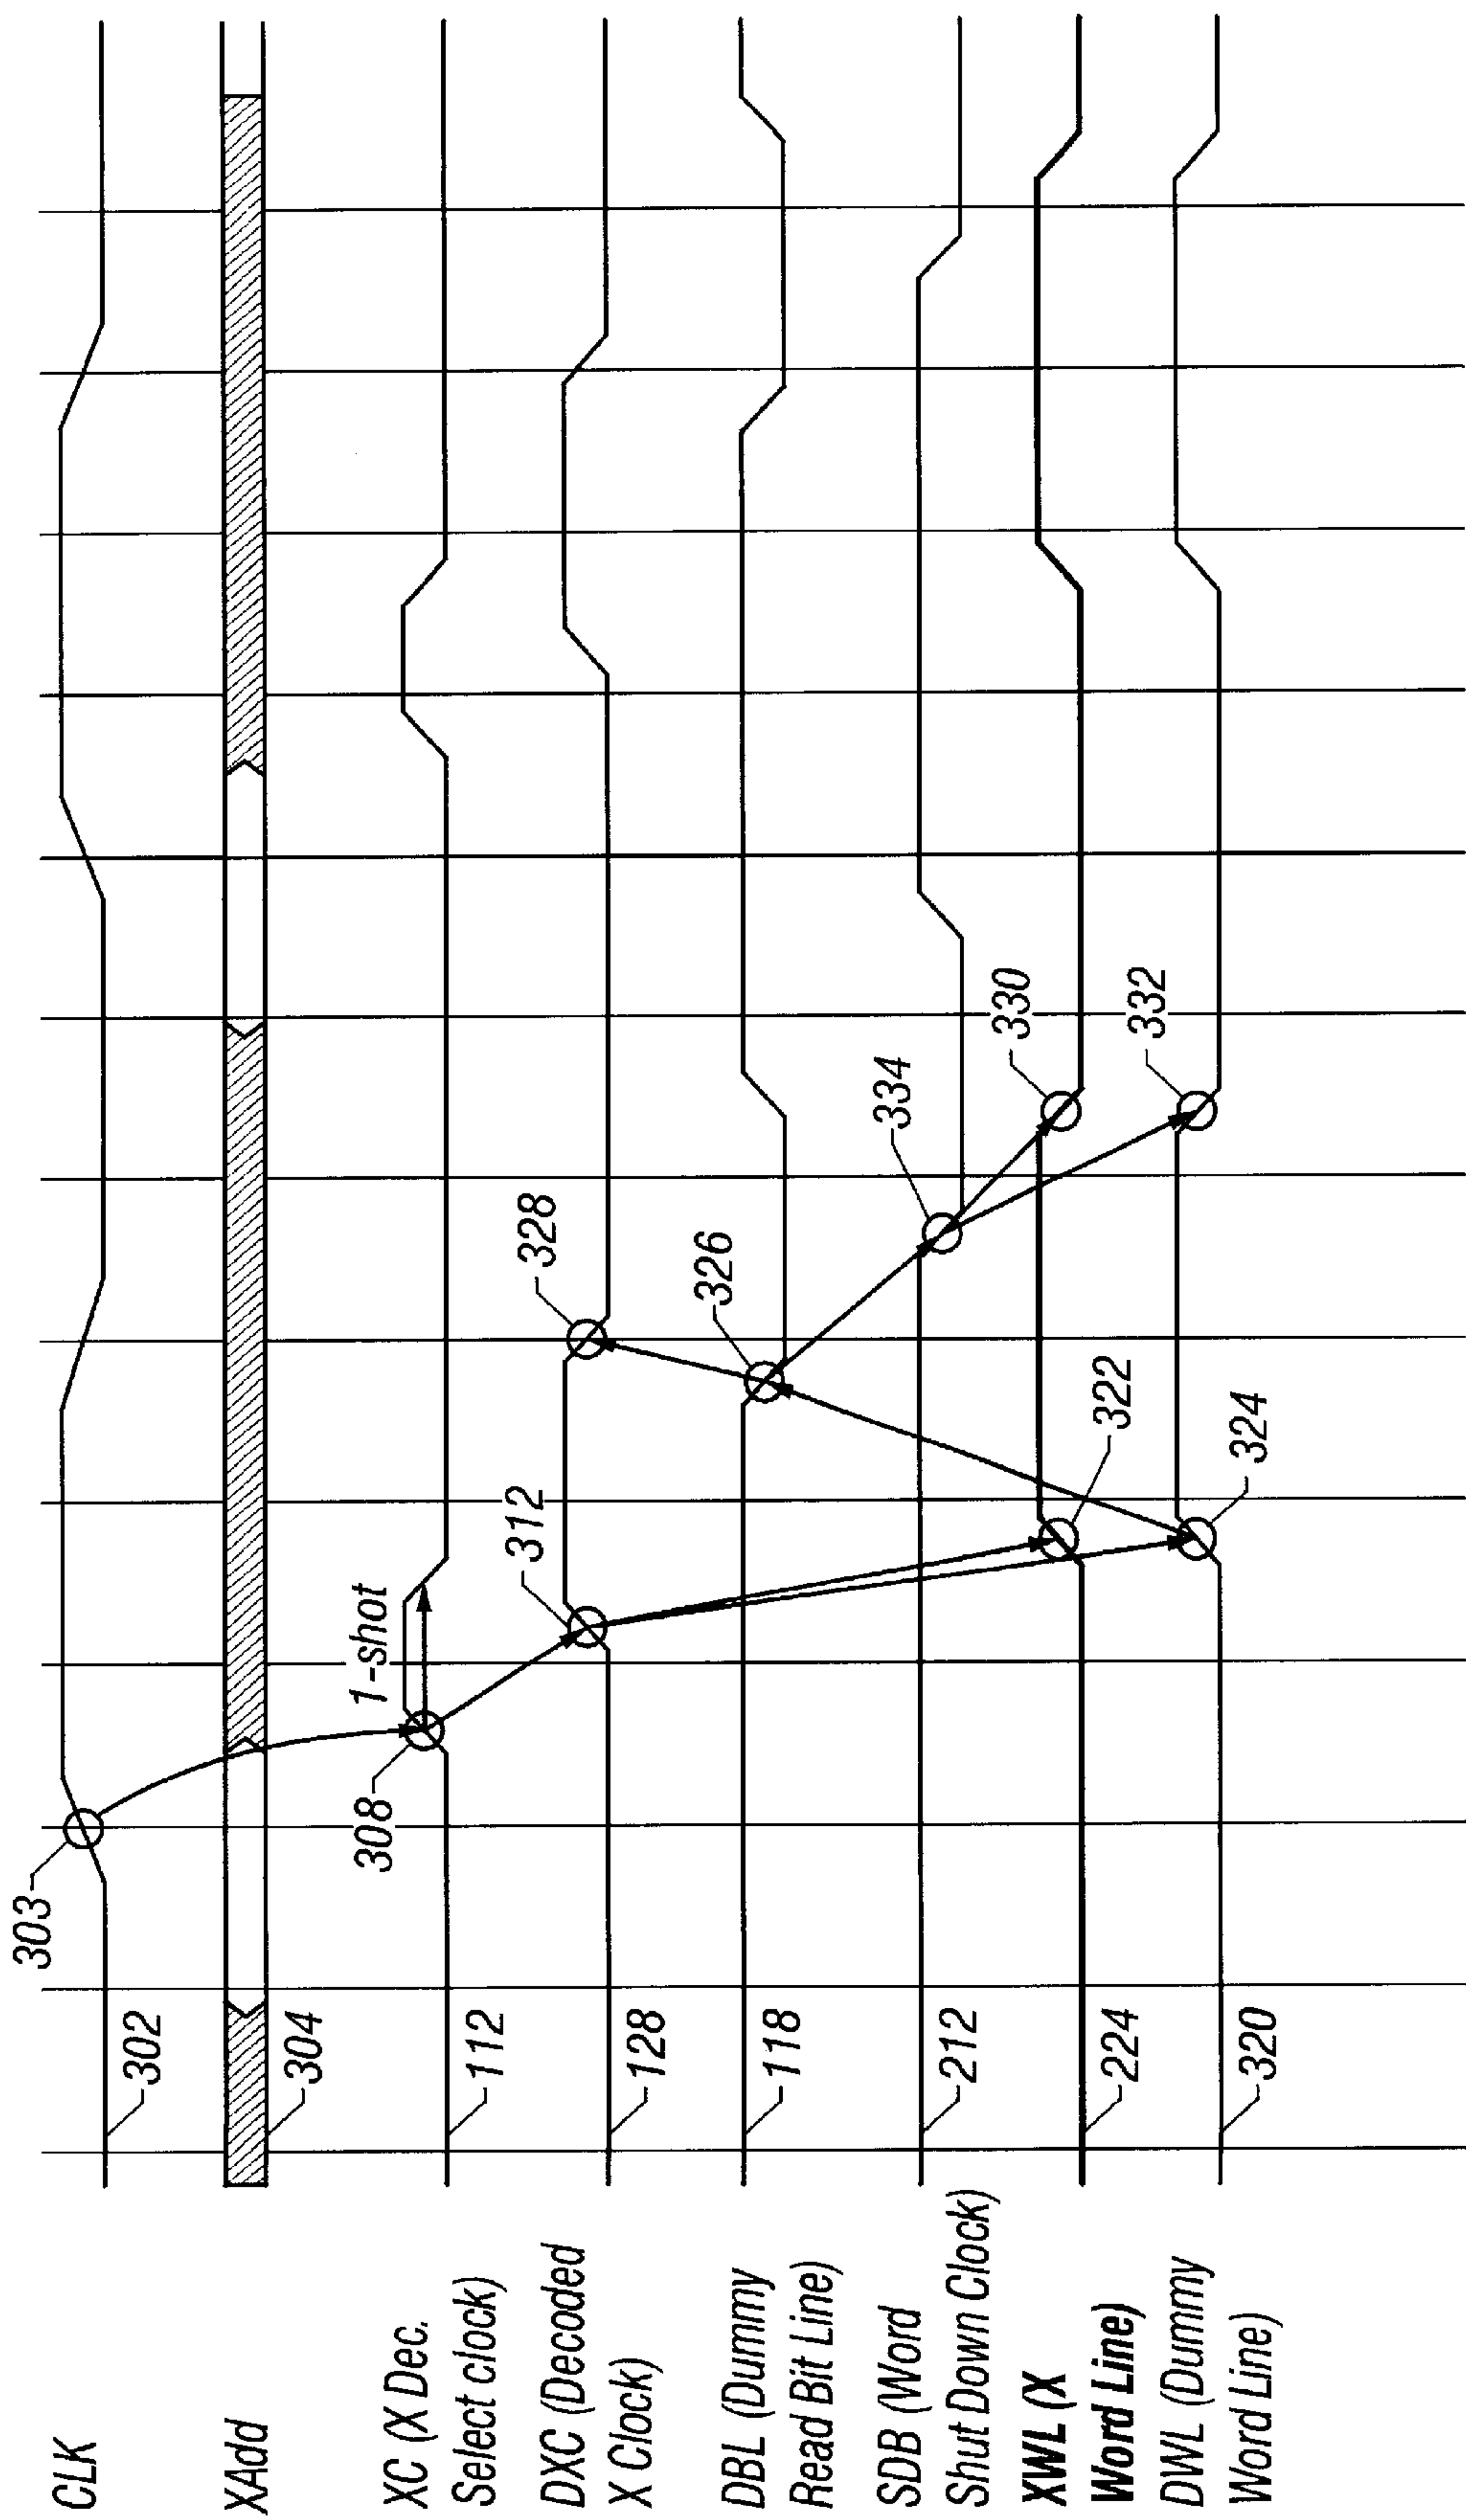 CLK
303
302
XAdd
304
XC (X Dec.
Select clock)
308
1-shot
112
DXC (Decoded
X Clock)
312
328
128
DBL (Dummy
Read Bit Line)
326
118
SDB (Word
Shut Down Clock)
334
212
XWL (X
Word Line)
322
330
224
DWL (Dummy
Word Line)
324
332
320